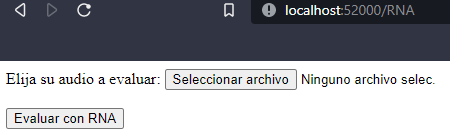 localhost:52000/RNA
Elija su audio a evaluar: Seleccionar archivo Ninguno archivo selec.
Evaluar con RNA